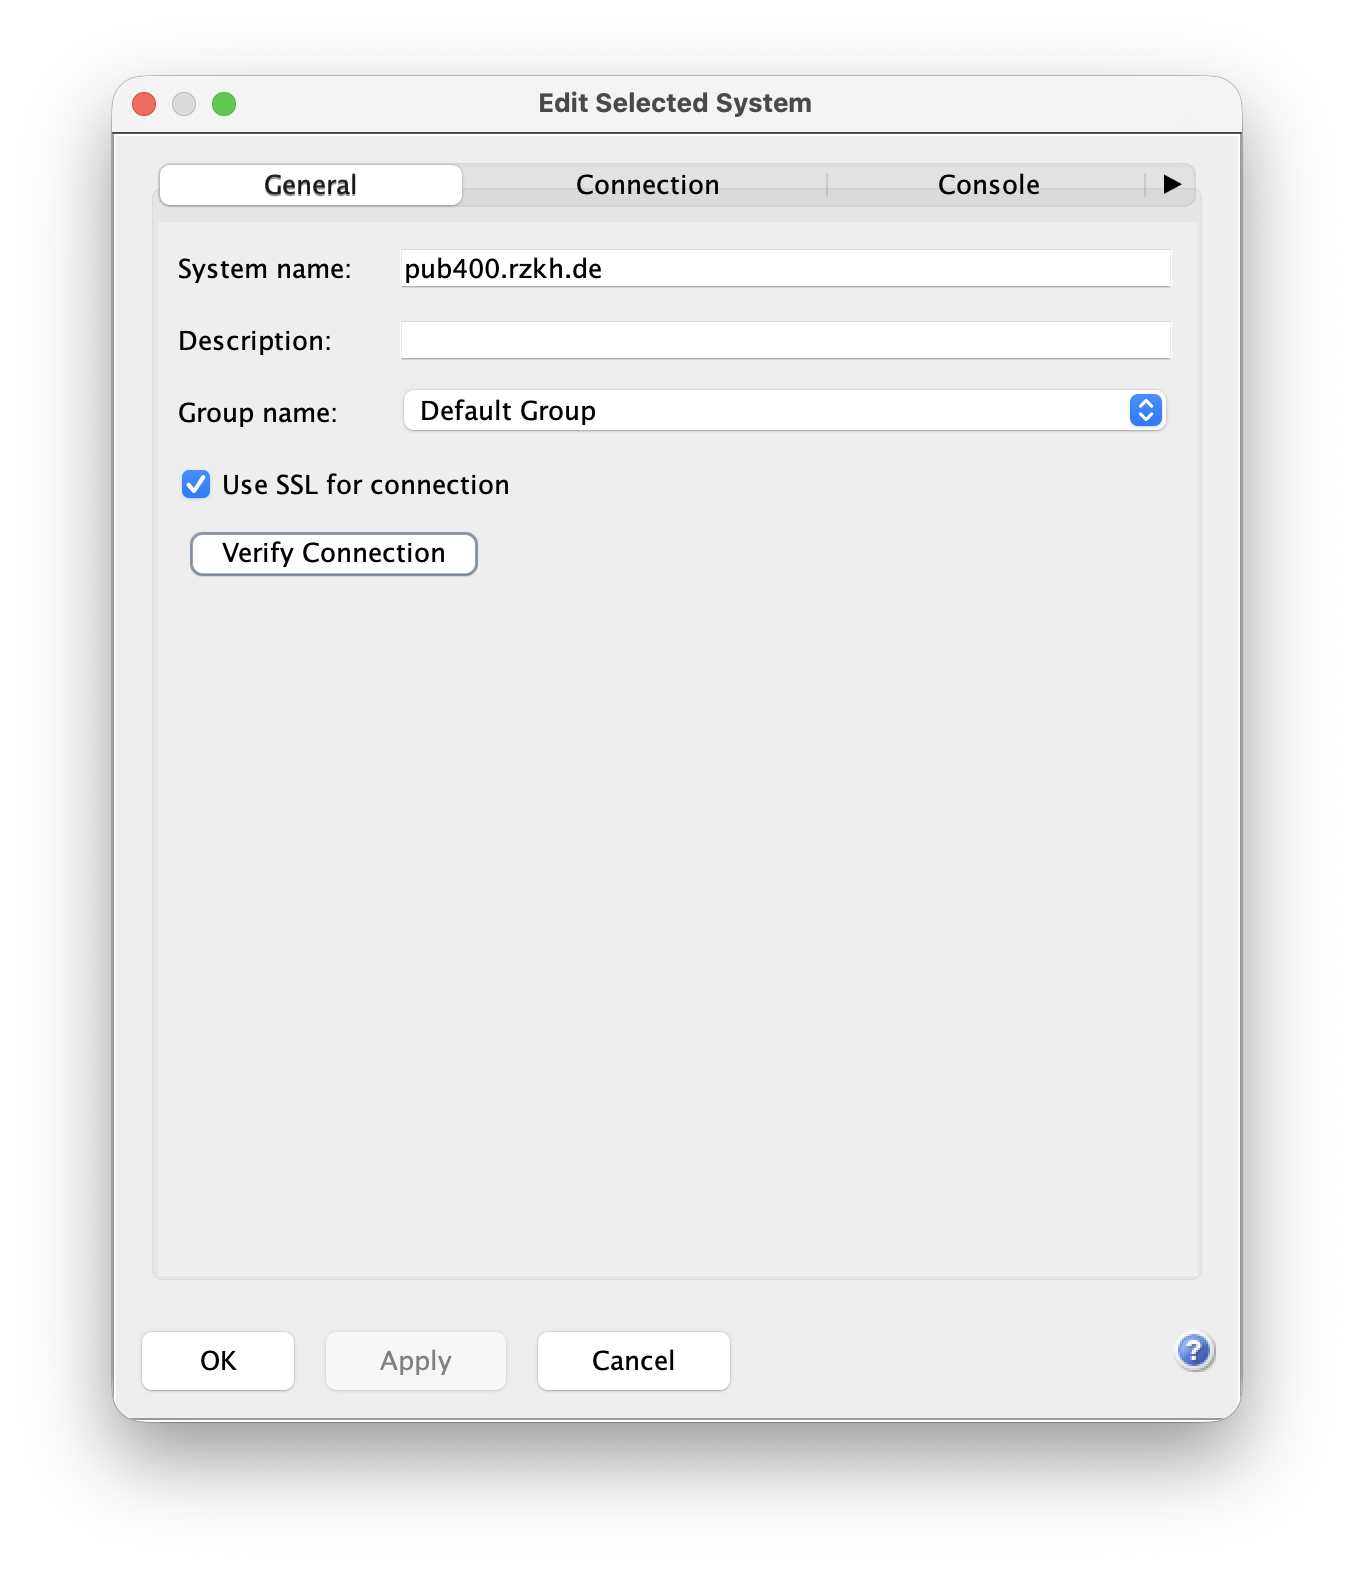 Edit Selected System
General Connection Console
System name: pub400.rzkh.de
Description:
Group name: Default Group
Use SSL for connection
Verify Connection
OK Apply Cancel ?